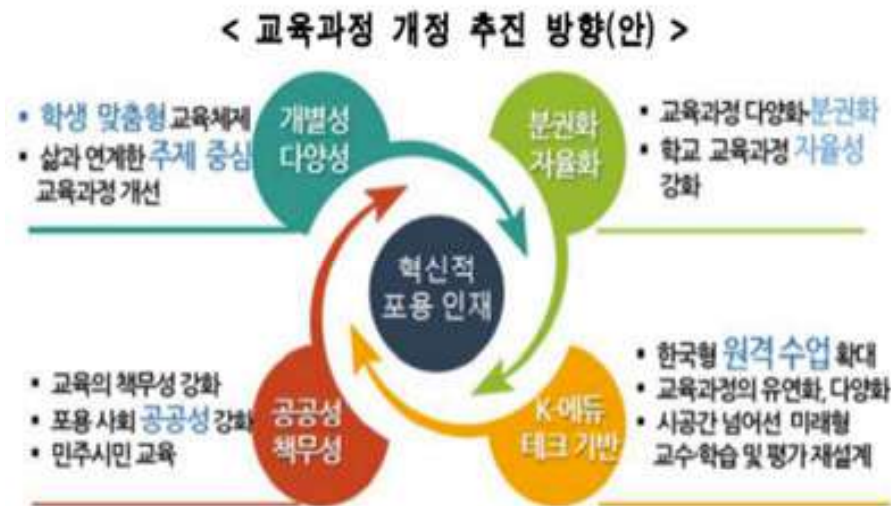 < 교육과정 개정 추진 방향(안) >
• 학생 맞춤형 교육체제
• 삶과 연계한 주제 중심
교육과정 개선
개별성
다양성
분권화
자율화
• 교육과정 다양화·분권화
• 학교 교육과정 자율성
강화
혁신적
포용 인재
• 교육의 책무성 강화
• 포용 사회 공공성 강화
• 민주시민 교육
공공성
책무성
K-에듀
테크 기반
• 한국형 원격 수업 확대
• 교육과정의 유연화, 다양화
• 시공간 넘어선 미래형
교수·학습 및 평가 재설계